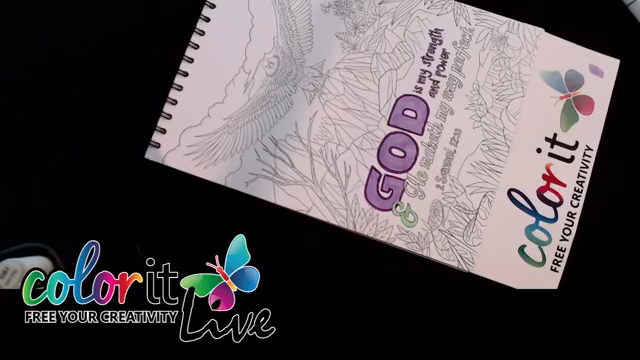 GOD
is my strength
and power
& He maketh my way perfect.
2 Samuel 22:33
color it
FREE YOUR CREATIVITY
color it
FREE YOUR CREATIVITY
Live